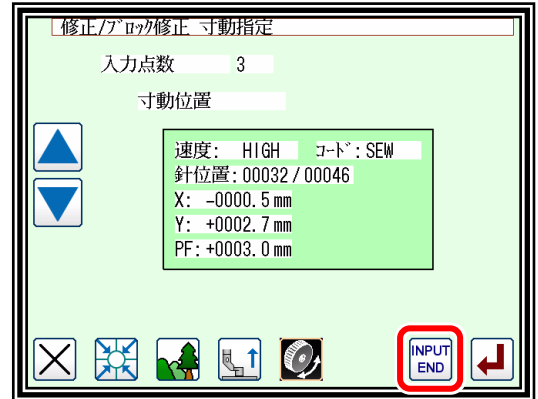 修正/ブロック修正 寸動指定
入力点数 3
寸動位置
速度: HIGH コード:SEW
針位置:00032/00046
X: -0000.5mm
Y: +0002.7mm
PF:+0003.0mm
INPUT
END